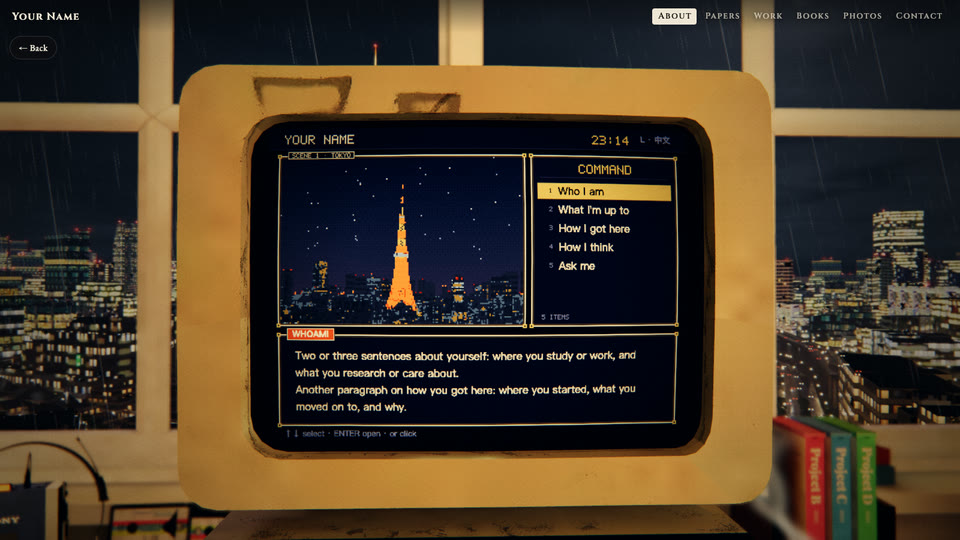 YOUR NAME
ABOUT PAPERS WORK BOOKS PHOTOS CONTACT
← Back
YOUR NAME
23:14 L · 中文
SCENE 1 TOKYO
COMMAND
1 Who I am
2 What I'm up to
3 How I got here
4 How I think
5 Ask me
5 ITEMS
WHOAMI
Two or three sentences about yourself: where you study or work, and
what you research or care about.
Another paragraph on how you got here: where you started, what you
moved on to, and why.
↑ ↓ select · ENTER open · or click
Project B
Project C
Project D